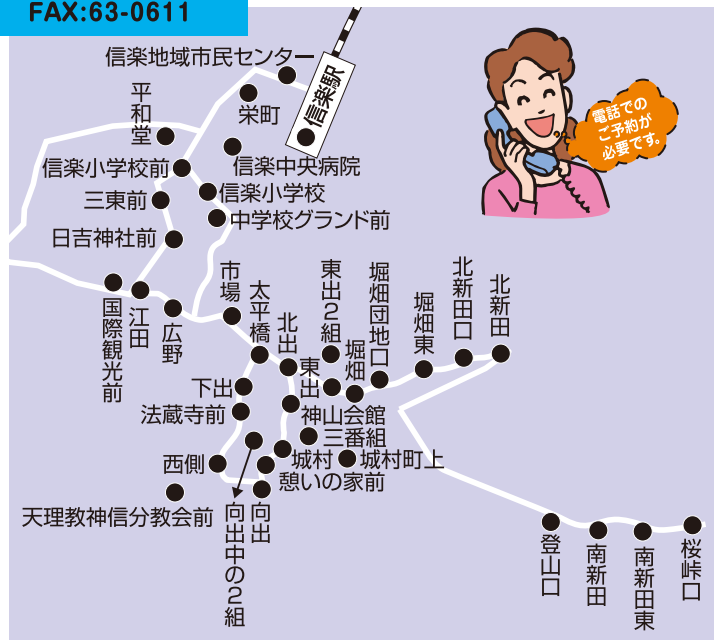 FAX:63-0611
信楽地域市民センター
信楽駅
平和堂
栄町
電話での
ご予約が
必要です。
信楽小学校前
信楽中央病院
三東前
信楽小学校
中学校グランド前
日吉神社前
国際観光前
江田
広野
市場
太平橋
北出
東出2組
堀畑団地口
堀畑東
北新田口
北新田
堀畑
東出
下出
法蔵寺前
神山会館
三番組
西側
城村
城村町上
憩いの家前
天理教神信分教会前
向出中の2組
向出
登山口
南新田
南新田東
桜峠口